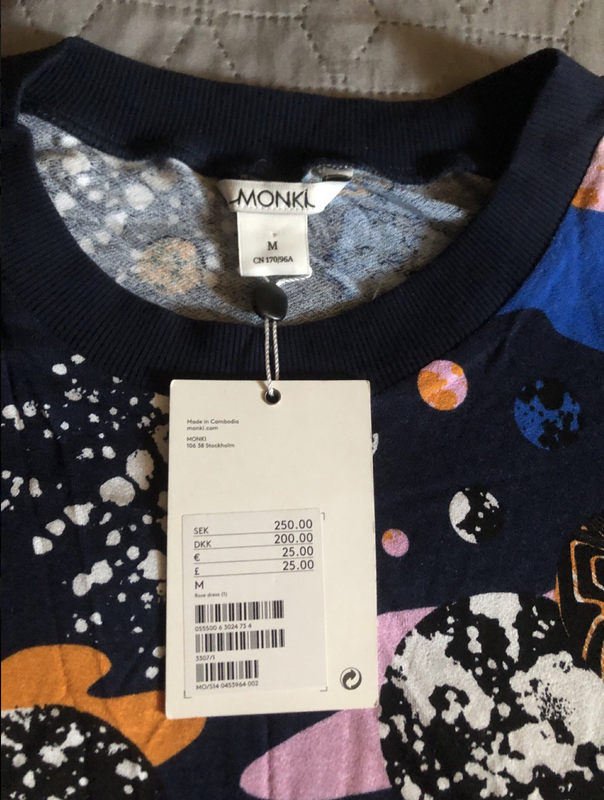 MONKI
M
CN 170/96A
Made in Cambodia
monki.com
MONKI
106 38 Stockholm
SEK 250.00
DKK 200.00
€ 25.00
£ 25.00
M
Rose dress (1)
055500 6 3024 73 4
3307/1
MO/S14 0453964 002